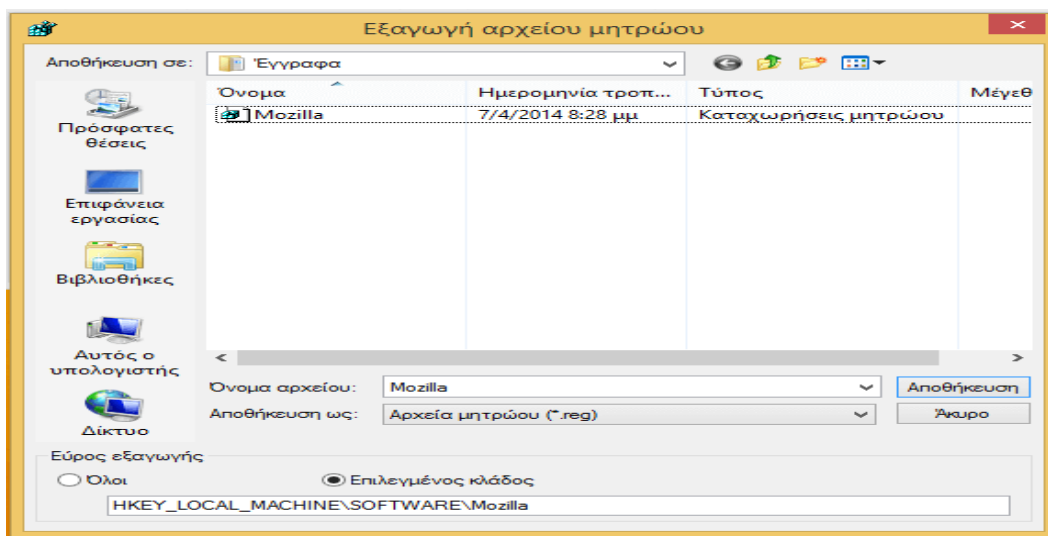 Εξαγωγή αρχείου μητρώου
Αποθήκευση σε:
Έγγραφα
Όνομα
Ημερομηνία τροπ...
Τύπος
Μέγεθ
Mozilla
7/4/2014 8:28 μμ
Καταχωρήσεις μητρώου
Πρόσφατες
θέσεις
Επιφάνεια
εργασίας
Βιβλιοθήκες
Αυτός ο
υπολογιστής
Δίκτυο
Όνομα αρχείου:
Mozilla
Αποθήκευση
Αποθήκευση ως:
Αρχεία μητρώου (*.reg)
Άκυρο
Εύρος εξαγωγής
Όλοι
Επιλεγμένος κλάδος
HKEY_LOCAL_MACHINE\SOFTWARE\Mozilla